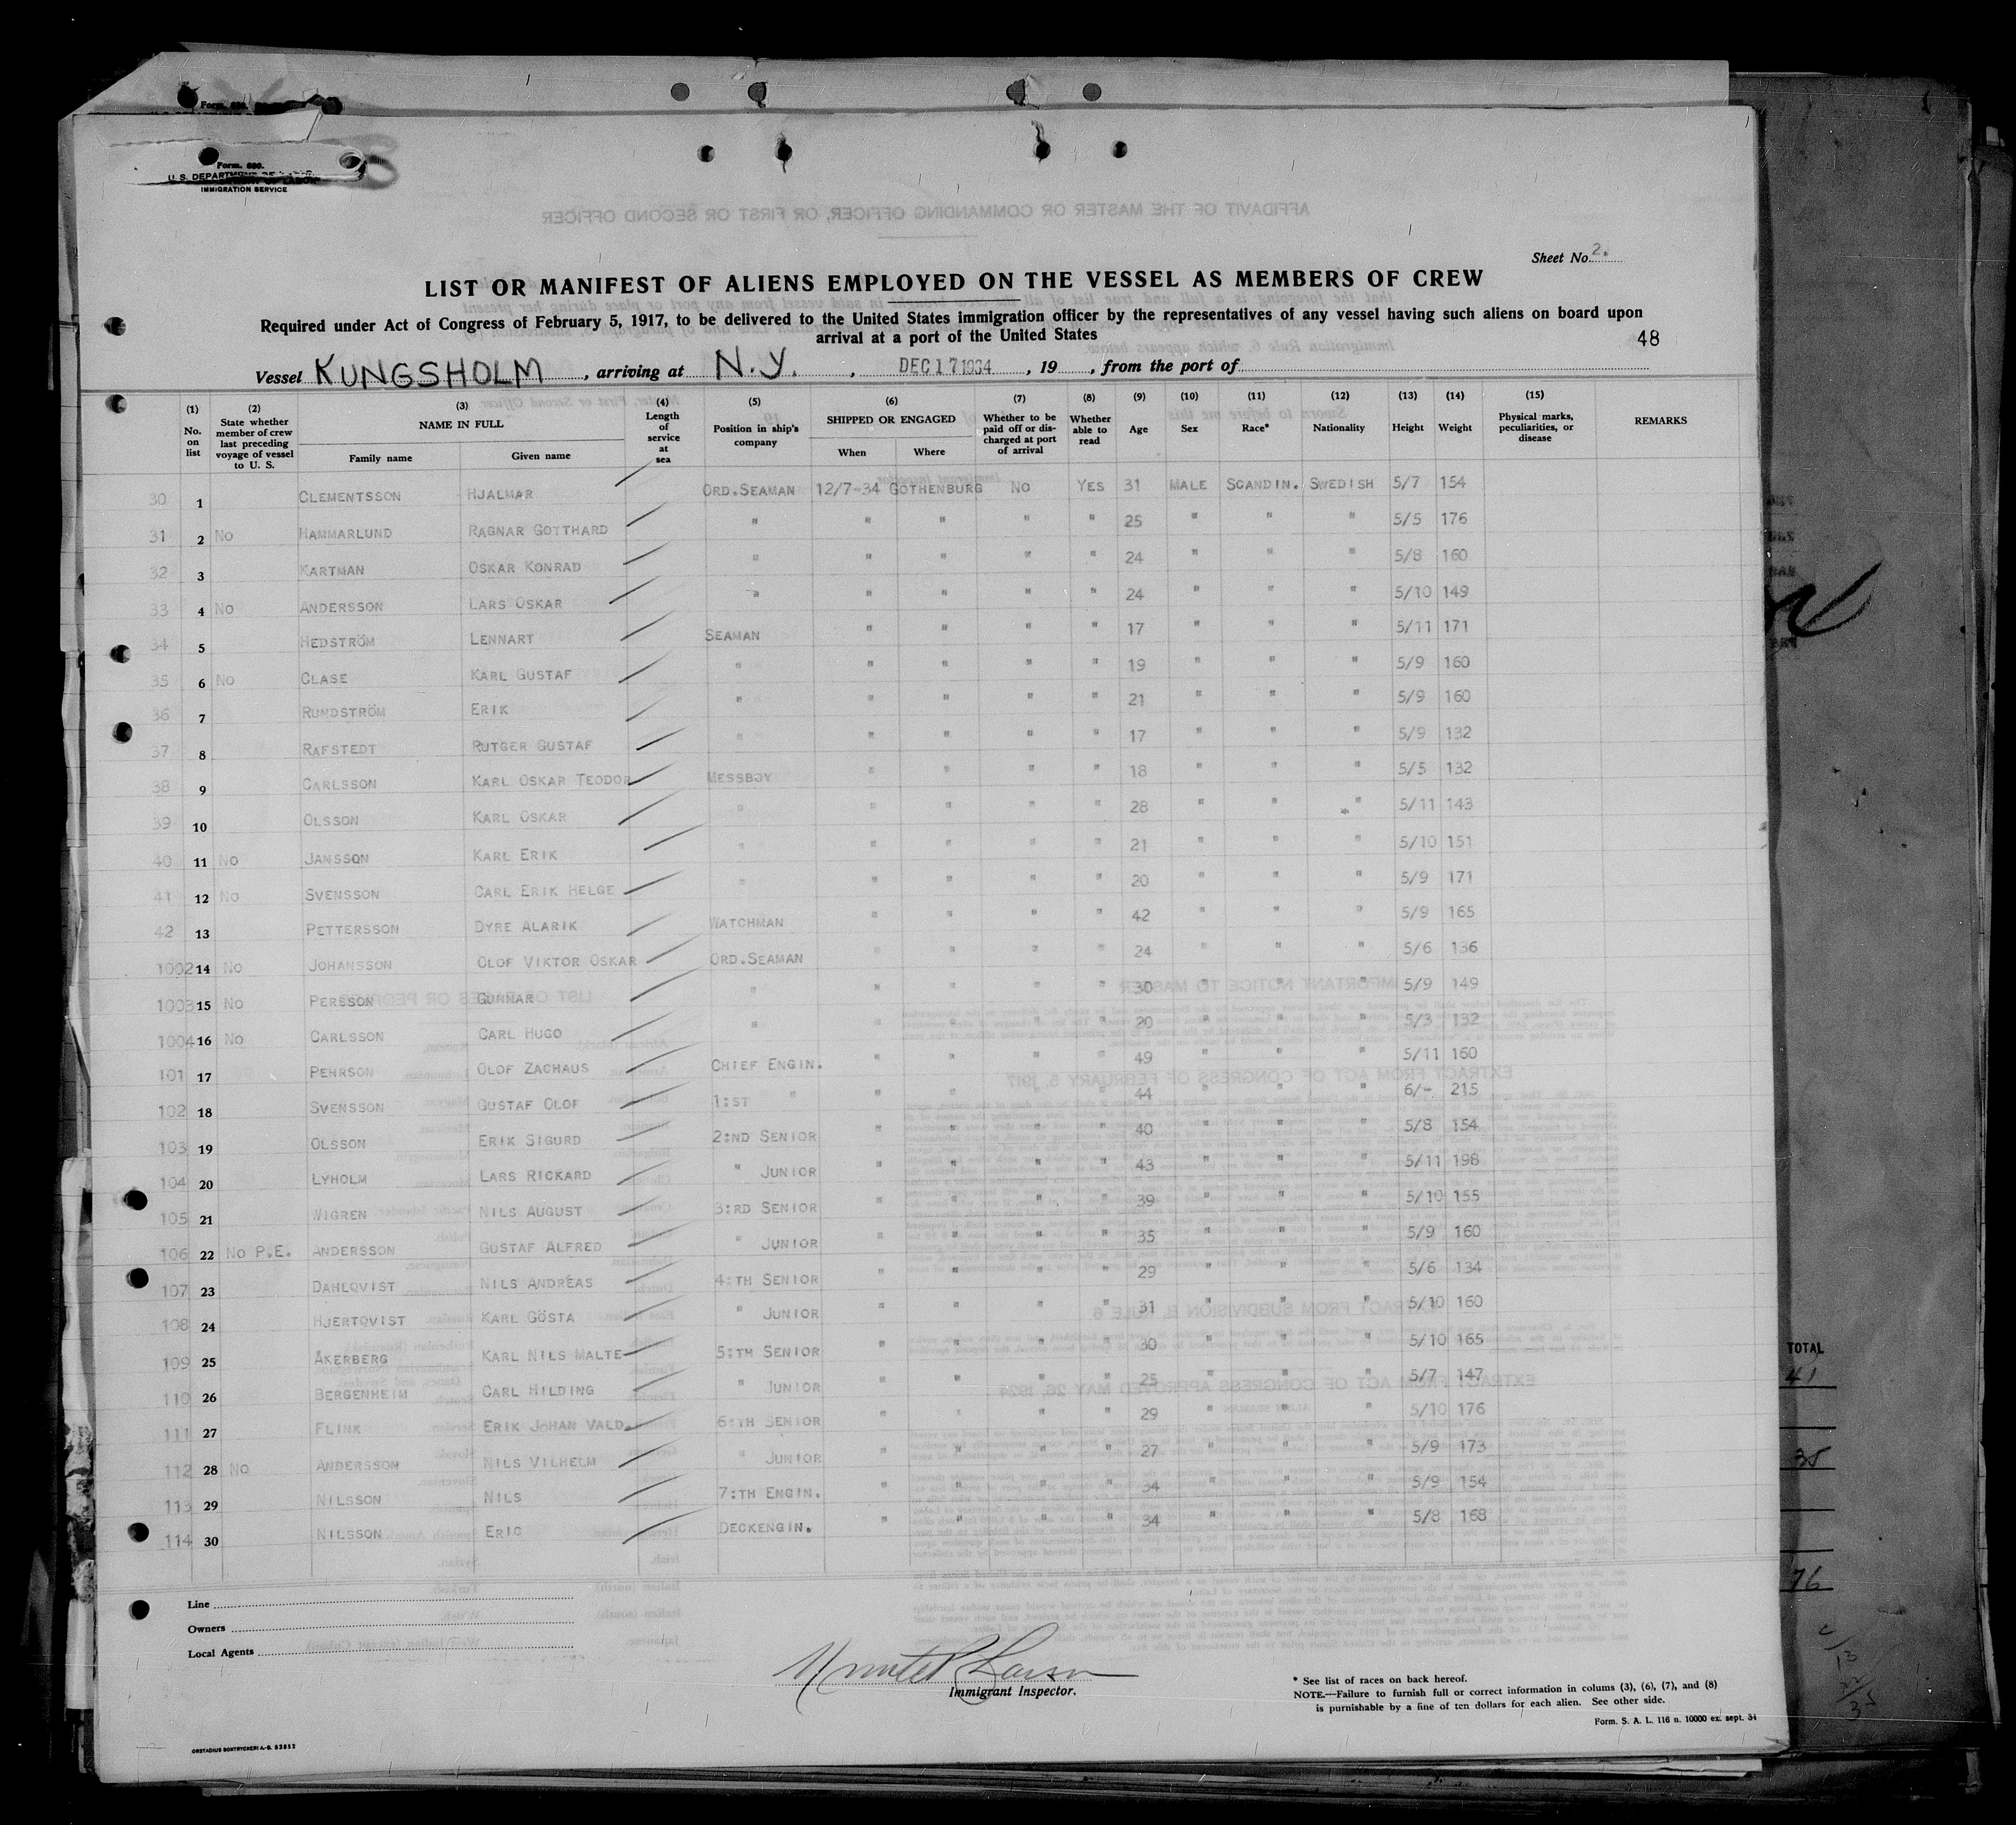 Form. 680.
Form. 680.
U. S. DEPARTMENT OF LABOR
IMMIGRATION SERVICE
Sheet No. 2.
LIST OR MANIFEST OF ALIENS EMPLOYED ON THE VESSEL AS MEMBERS OF CREW
Required under Act of Congress of February 5, 1917, to be delivered to the United States immigration officer by the representatives of any vessel having such aliens on board upon
arrival at a port of the United States
48
Vessel KUNGSHOLM, arriving at N.Y., DEC 17 1934, 19, from the port of
(1) No. on list (2) State whether member of crew last preceding voyage of vessel to U. S. (3) NAME IN FULL Family name Given name (4) Length of service at sea (5) Position in ship's company (6) SHIPPED OR ENGAGED When Where (7) Whether to be paid off or discharged at port of arrival (8) Whether able to read (9) Age (10) Sex (11) Race* (12) Nationality (13) Height (14) Weight (15) Physical marks, peculiarities, or disease REMARKS
30 1 CLEMENTSSON HJALMAR ORD.SEAMAN 12/7-34 GOTHENBURG NO YES 31 MALE SCANDIN. SWEDISH 5/7 154
31 2 NO HAMMARLUND RAGNAR GOTTHARD " " " " " 25 " " " 5/5 176
32 3 KARTMAN OSKAR KONRAD " " " " " 24 " " " 5/8 160
33 4 NO ANDERSSON LARS OSKAR " " " " " 24 " " " 5/10 149
34 5 HEDSTRÖM LENNART SEAMAN " " " " 17 " " " 5/11 171
35 6 NO CLASE KARL GUSTAF " " " " " 19 " " " 5/9 160
36 7 RUNDSTRÖM ERIK " " " " " 21 " " " 5/9 160
37 8 RAFSTEDT RUTGER GUSTAF " " " " " 17 " " " 5/9 132
38 9 CARLSSON KARL OSKAR TEODOR MESSBOY " " " " 18 " " " 5/5 132
39 10 OLSSON KARL OSKAR " " " " " 28 " " " 5/11 143
40 11 NO JANSSON KARL ERIK " " " " " 21 " " " 5/10 151
41 12 NO SVENSSON CARL ERIK HELGE " " " " " 20 " " " 5/9 171
42 13 PETTERSSON DYRE ALARIK WATCHMAN " " " " 42 " " " 5/9 165
1002 14 NO JOHANSSON OLOF VIKTOR OSKAR ORD.SEAMAN " " " " 24 " " " 5/6 136
1003 15 NO PERSSON GUNNAR " " " " " 30 " " " 5/9 149
1004 16 NO CARLSSON CARL HUGO " " " " " 20 " " " 5/3 132
101 17 PEHRSON OLOF ZACHAUS CHIEF ENGIN. " " " " 49 " " " 5/11 160
102 18 SVENSSON GUSTAF OLOF 1:ST " " " " " 44 " " " 6/- 215
103 19 OLSSON ERIK SIGURD 2:ND SENIOR " " " " 40 " " " 5/8 154
104 20 LYHOLM LARS RICKARD " JUNIOR " " " " 43 " " " 5/11 198
105 21 WIGREN NILS AUGUST 3:RD SENIOR " " " " 39 " " " 5/10 155
106 22 NO P.E. ANDERSSON GUSTAF ALFRED " JUNIOR " " " " 35 " " " 5/9 160
107 23 DAHLQVIST NILS ANDRÉAS 4:TH SENIOR " " " " 29 " " " 5/6 134
108 24 HJERTQVIST KARL GÖSTA " JUNIOR " " " " 31 " " " 5/10 160
109 25 ÅKERBERG KARL NILS MALTE 5:TH SENIOR " " " " 30 " " " 5/10 165
110 26 BERGENHEIM CARL HILDING " JUNIOR " " " " 25 " " " 5/7 147
111 27 FLINK ERIK JOHAN VALD. 6:TH SENIOR " " " " 29 " " " 5/10 176
112 28 NO ANDERSSON NILS VILHELM " JUNIOR " " " " 27 " " " 5/9 173
113 29 NILSSON NILS 7:TH ENGIN. " " " " 34 " " " 5/9 154
114 30 NILSSON ERIC DECKENGIN. " " " " 34 " " " 5/8 168
Line
Owners
Local Agents
Immigrant Inspector.
* See list of races on back hereof.
NOTE.—Failure to furnish full or correct information in colums (3), (6), (7), and (8)
is purnishable by a fine of ten dollars for each alien. See other side.
Form. S. A. L. 116 n. 10000 ex. sept. 34
TOTAL
41
35
76